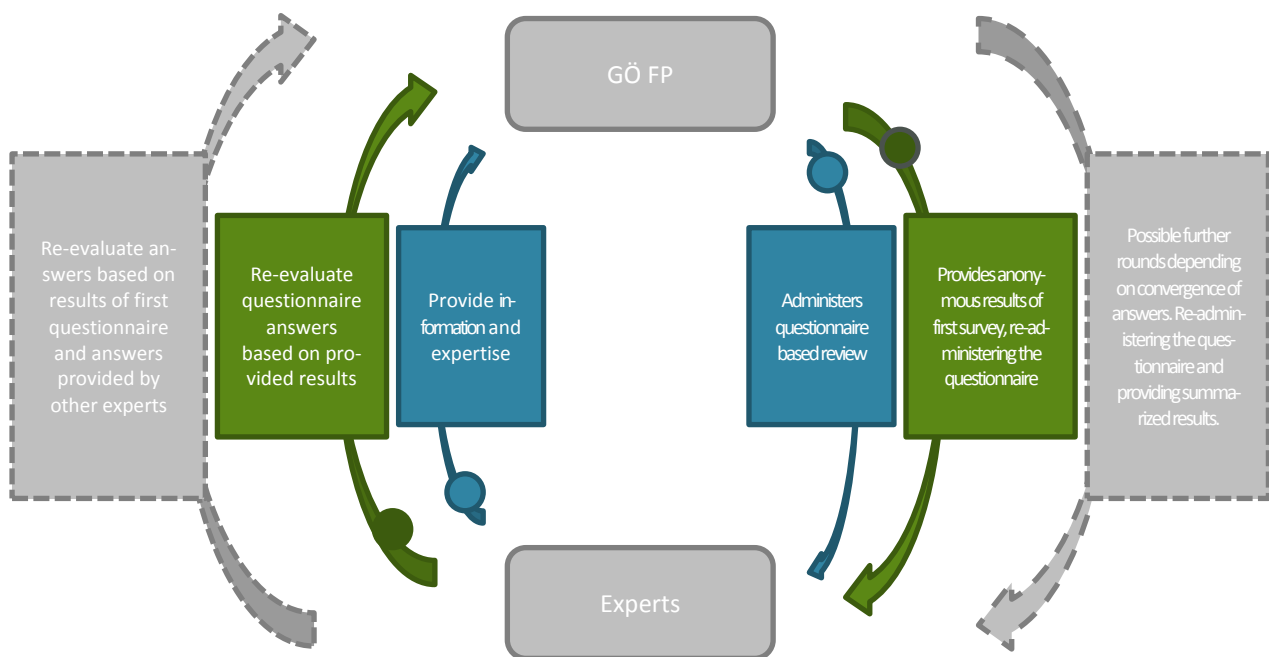 GÖ FP
Re-evaluate an-
swers based on
results of first
questionnaire
and answers
provided by
other experts
Re-evaluate
questionnaire
answers
based on pro-
vided results
Provide in-
formation and
expertise
Administers
questionnaire
based review
Provides anony-
mous results of
first survey, re-ad-
ministering the
questionnaire
Possible further
rounds depending
on convergence of
answers. Re-admin-
istering the ques-
tionnaire and
providing summa-
rized results.
Experts